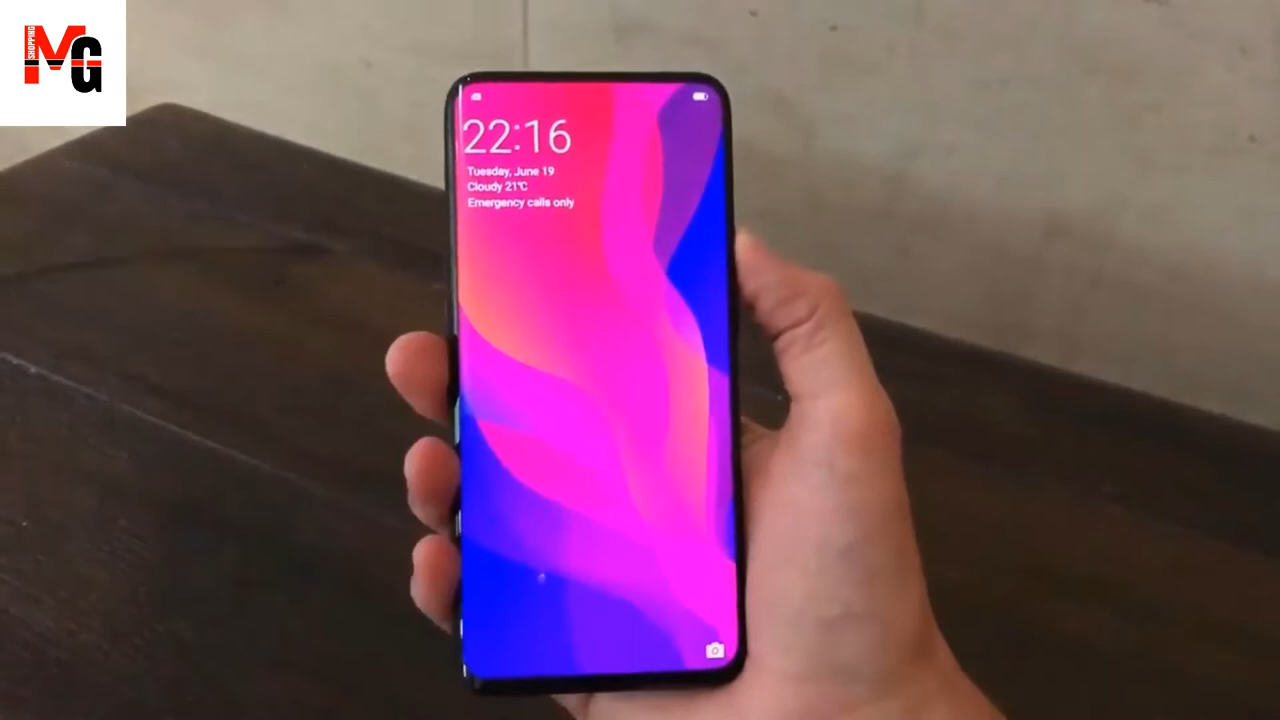 SHOPPING
MG
22:16
Tuesday, June 19
Cloudy 21℃
Emergency calls only